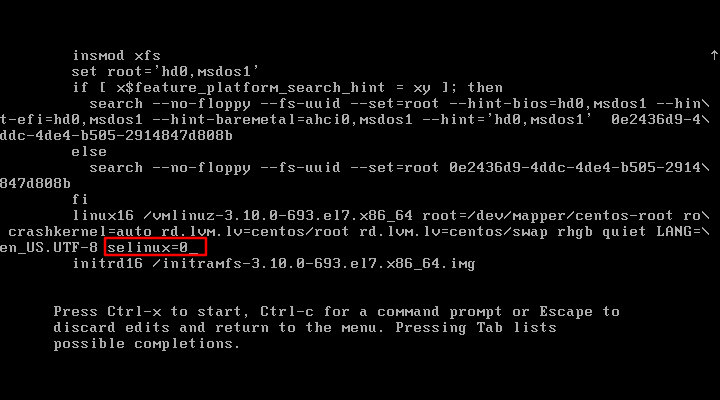 insmod xfs
set root='hd0,msdos1'
if [ x$feature_platform_search_hint = xy ]; then
search --no-floppy --fs-uuid --set=root --hint-bios=hd0,msdos1 --hin\
t-efi=hd0,msdos1 --hint-baremetal=ahci0,msdos1 --hint='hd0,msdos1'  0e2436d9-4\
ddc-4de4-b505-2914847d808b
else
search --no-floppy --fs-uuid --set=root 0e2436d9-4ddc-4de4-b505-2914\
847d808b
fi
linux16 /vmlinuz-3.10.0-693.el7.x86_64 root=/dev/mapper/centos-root ro\
crashkernel=auto rd.lvm.lv=centos/root rd.lvm.lv=centos/swap rhgb quiet LANG=\
en_US.UTF-8 selinux=0_
initrd16 /initramfs-3.10.0-693.el7.x86_64.img
Press Ctrl-x to start, Ctrl-c for a command prompt or Escape to
discard edits and return to the menu. Pressing Tab lists
possible completions.